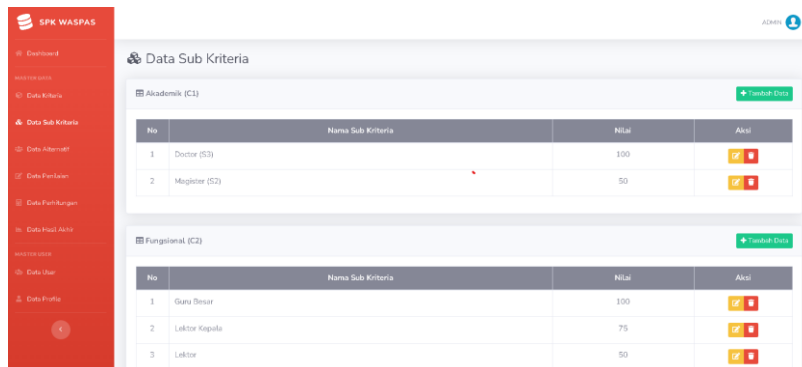 SPK WASPAS
ADMIN
Dashboard
MASTER DATA
Data Kriteria
Data Sub Kriteria
Data Alternatif
Data Penilaian
Data Perhitungan
Data Hasil Akhir
MASTER USER
Data User
Data Profile
Data Sub Kriteria
Akademik (C1)
+ Tambah Data
No Nama Sub Kriteria Nilai Aksi
1 Doctor (S3) 100
2 Magister (S2) 50
Fungsional (C2)
+ Tambah Data
No Nama Sub Kriteria Nilai Aksi
1 Guru Besar 100
2 Lektor Kepala 75
3 Lektor 50